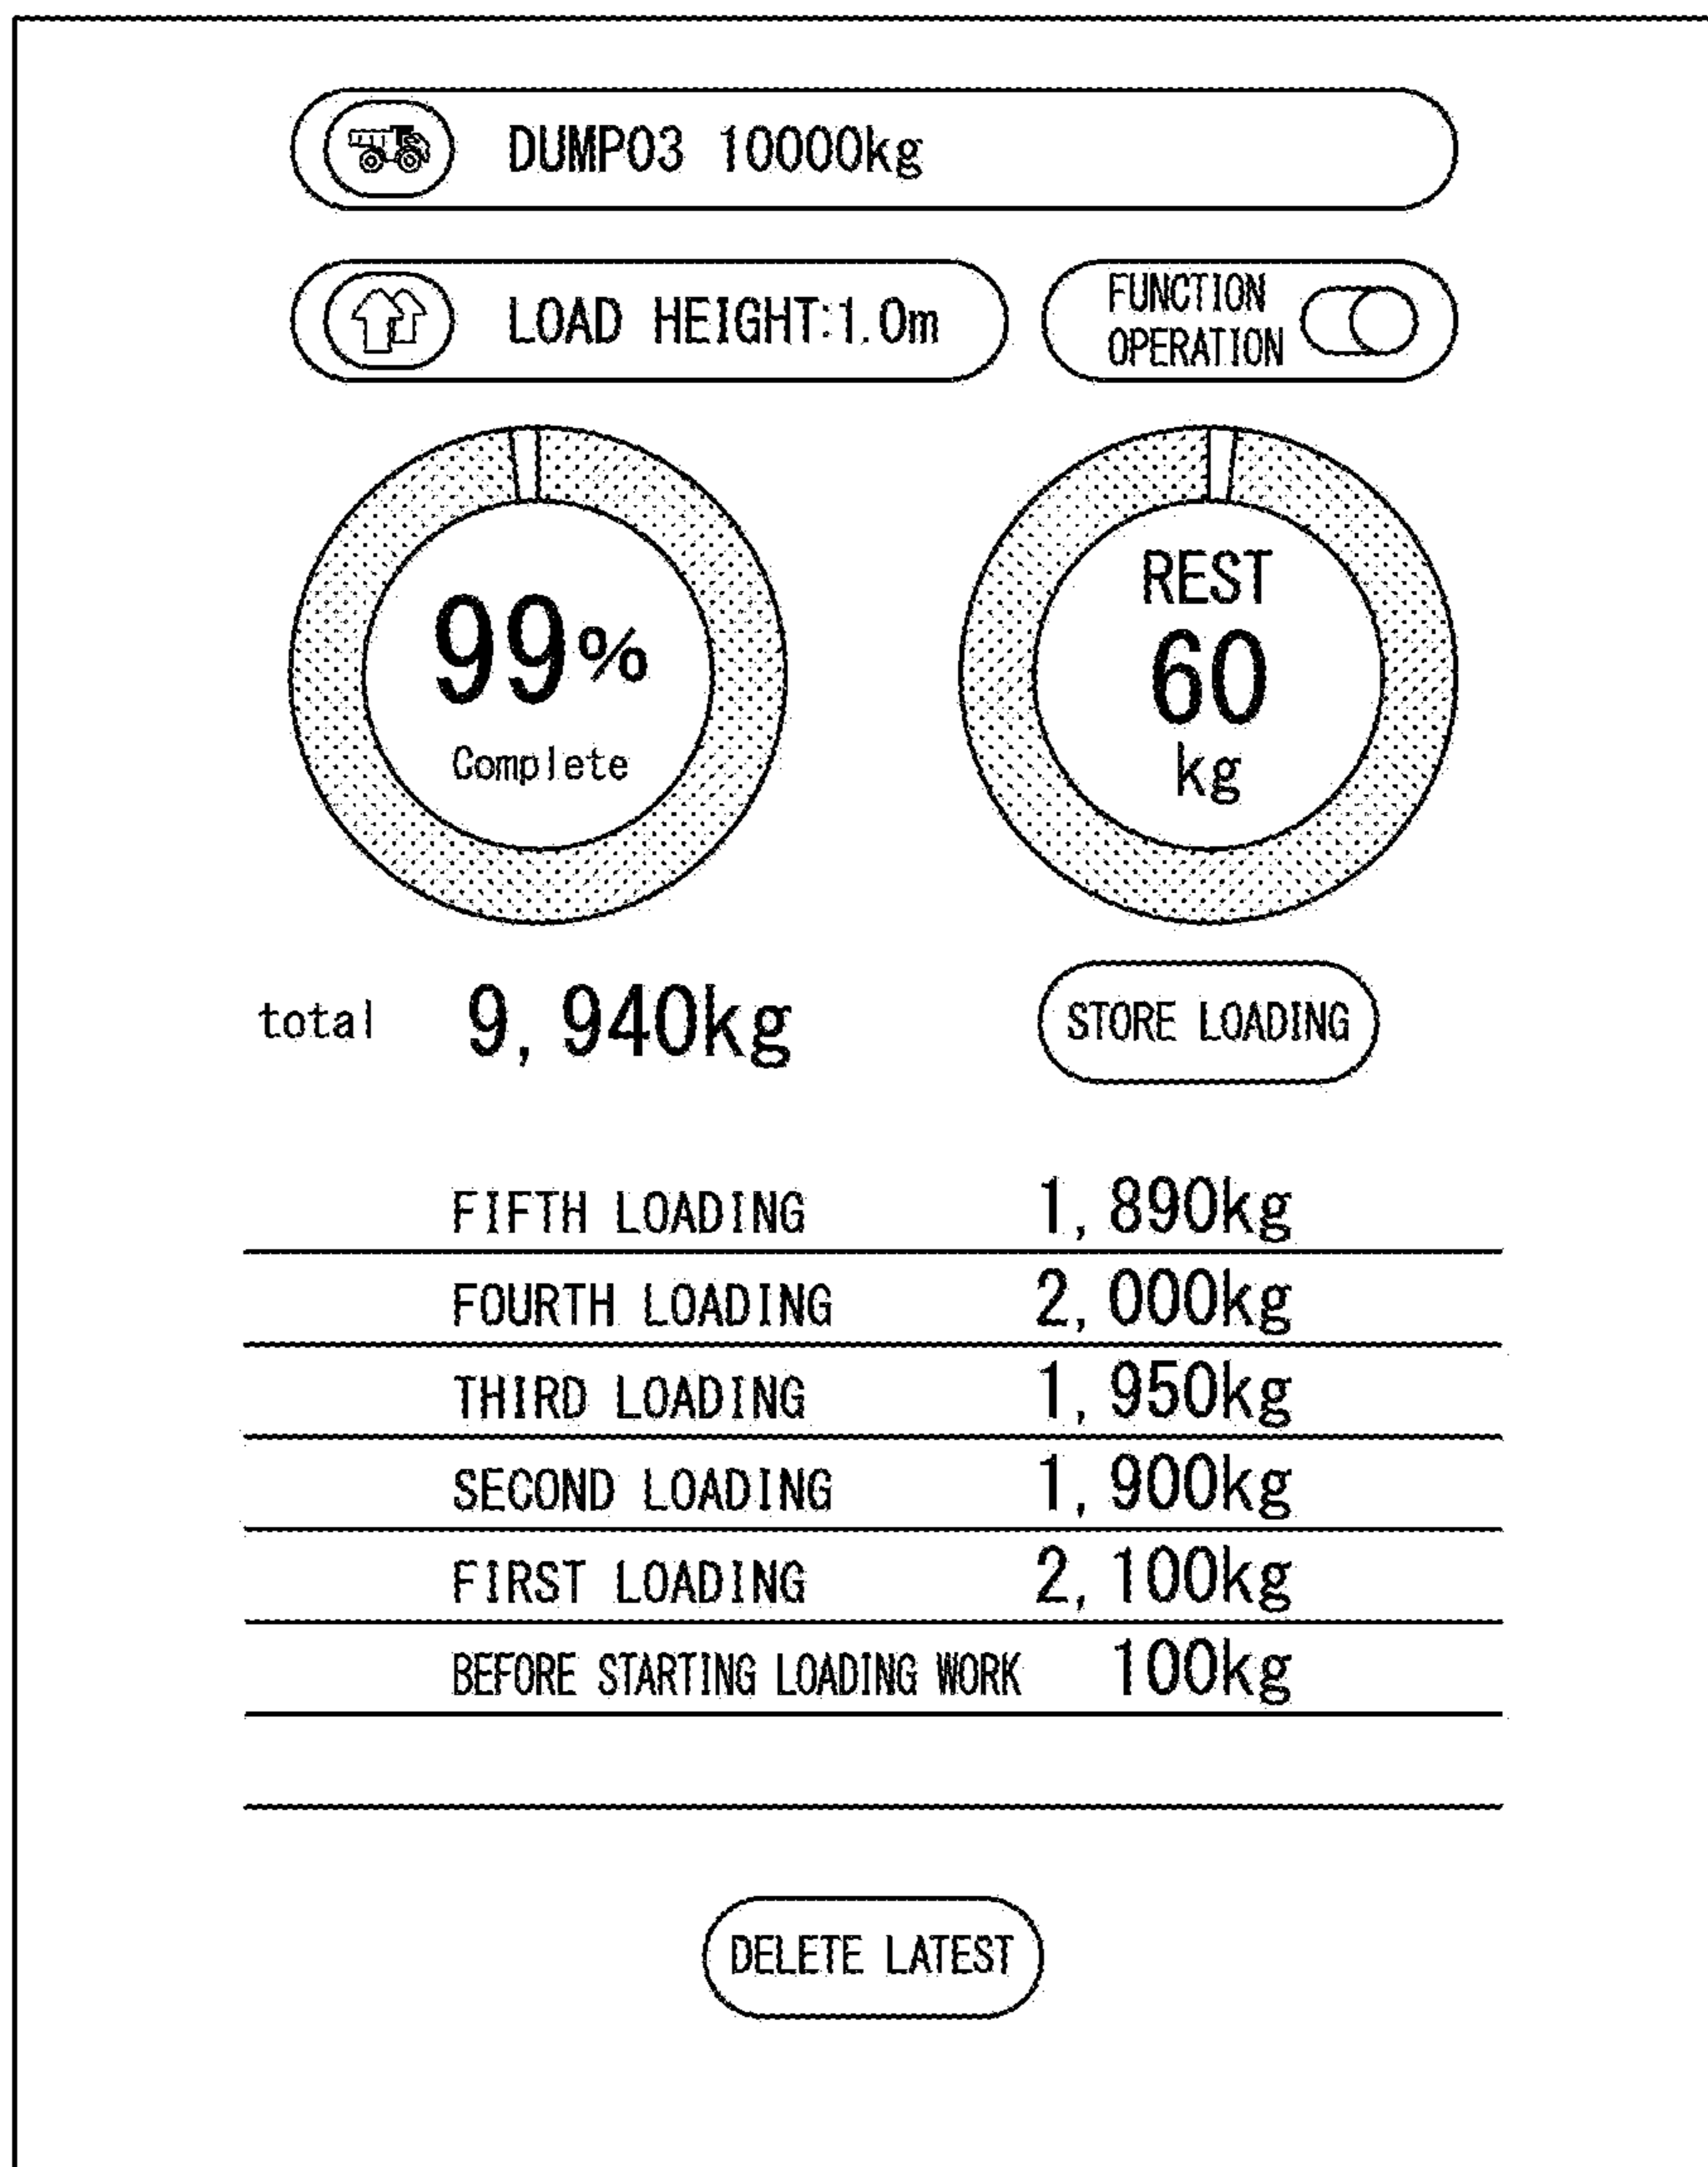 DUMP03 10000kg
LOAD HEIGHT:1.0m
FUNCTION
OPERATION
99%
Complete
REST
60
kg
total 9,940kg
STORE LOADING
FIFTH LOADING 1,890kg
FOURTH LOADING 2,000kg
THIRD LOADING 1,950kg
SECOND LOADING 1,900kg
FIRST LOADING 2,100kg
BEFORE STARTING LOADING WORK 100kg
DELETE LATEST